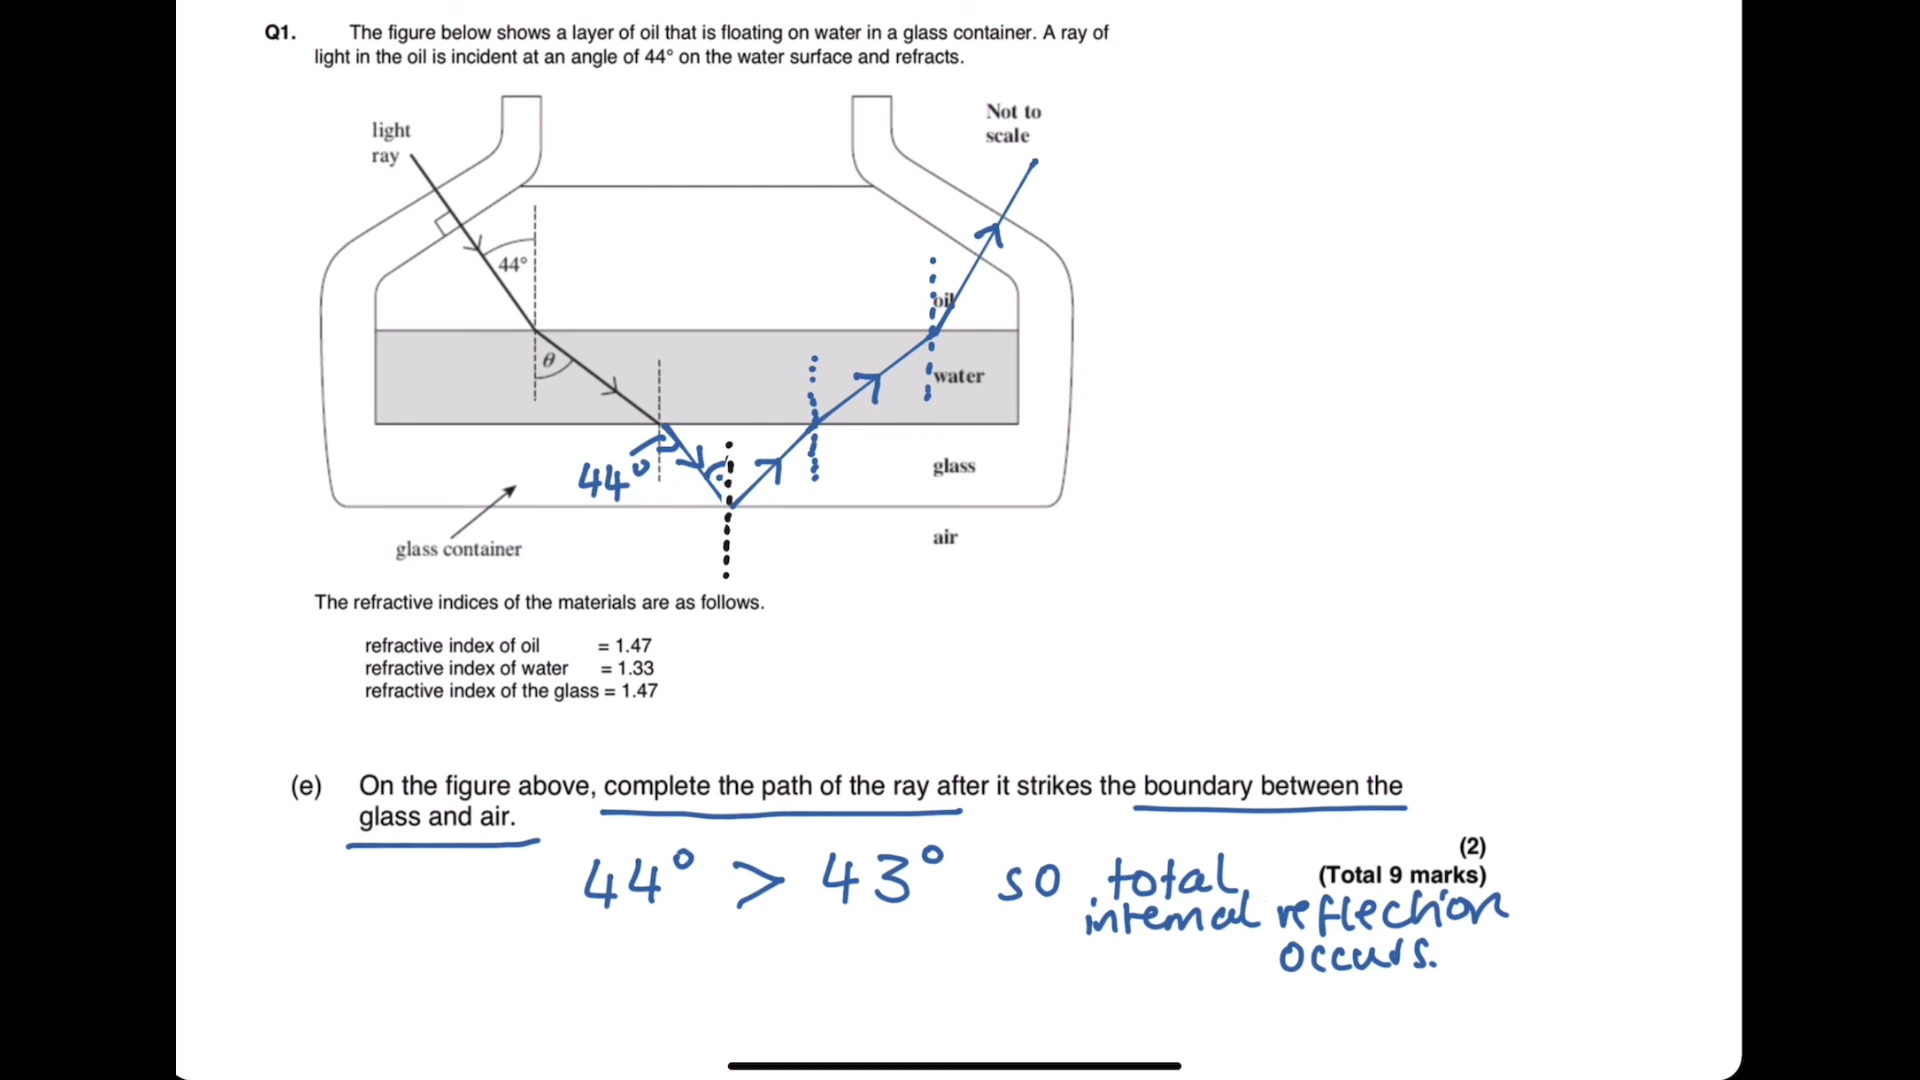 Q1. The figure below shows a layer of oil that is floating on water in a glass container. A ray of
light in the oil is incident at an angle of 44° on the water surface and refracts.
Not to
scale
light
ray
44°
oil
θ
water
44°
glass
air
glass container
The refractive indices of the materials are as follows.
refractive index of oil = 1.47
refractive index of water = 1.33
refractive index of the glass = 1.47
(e) On the figure above, complete the path of the ray after it strikes the boundary between the
glass and air.
(2)
(Total 9 marks)
44° > 43° so total
internal reflection
occurs.